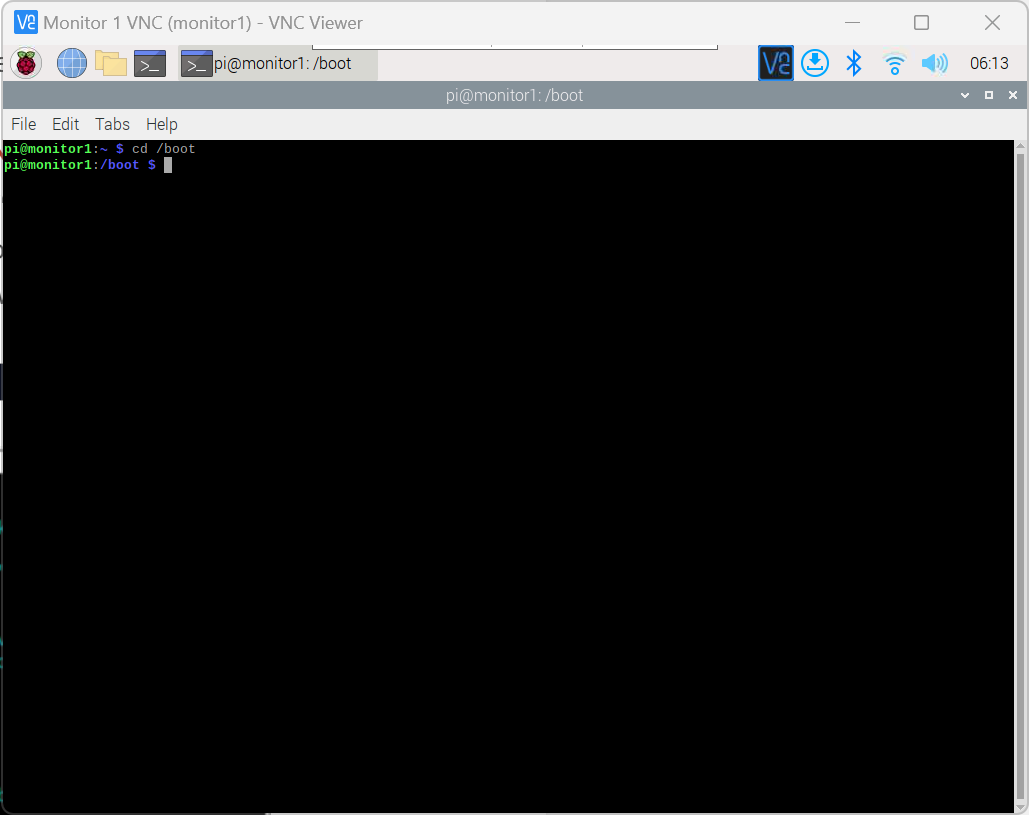 Monitor 1 VNC (monitor1) - VNC Viewer
pi@monitor1: /boot
06:13
pi@monitor1: /boot
File Edit Tabs Help
pi@monitor1:~ $ cd /boot
pi@monitor1:/boot $